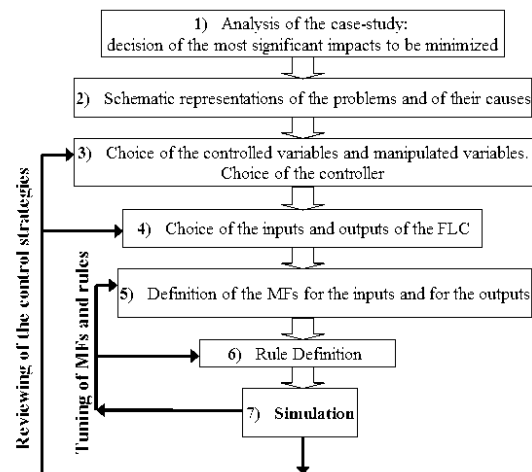 1) Analysis of the case-study:
decision of the most significant impacts to be minimized
2) Schematic representations of the problems and of their causes
3) Choice of the controlled variables and manipulated variables.
Choice of the controller
4) Choice of the inputs and outputs of the FLC
5) Definition of the MFs for the inputs and for the outputs
6) Rule Definition
7) Simulation
Reviewing of the control strategies
Tuning of MFs and rules